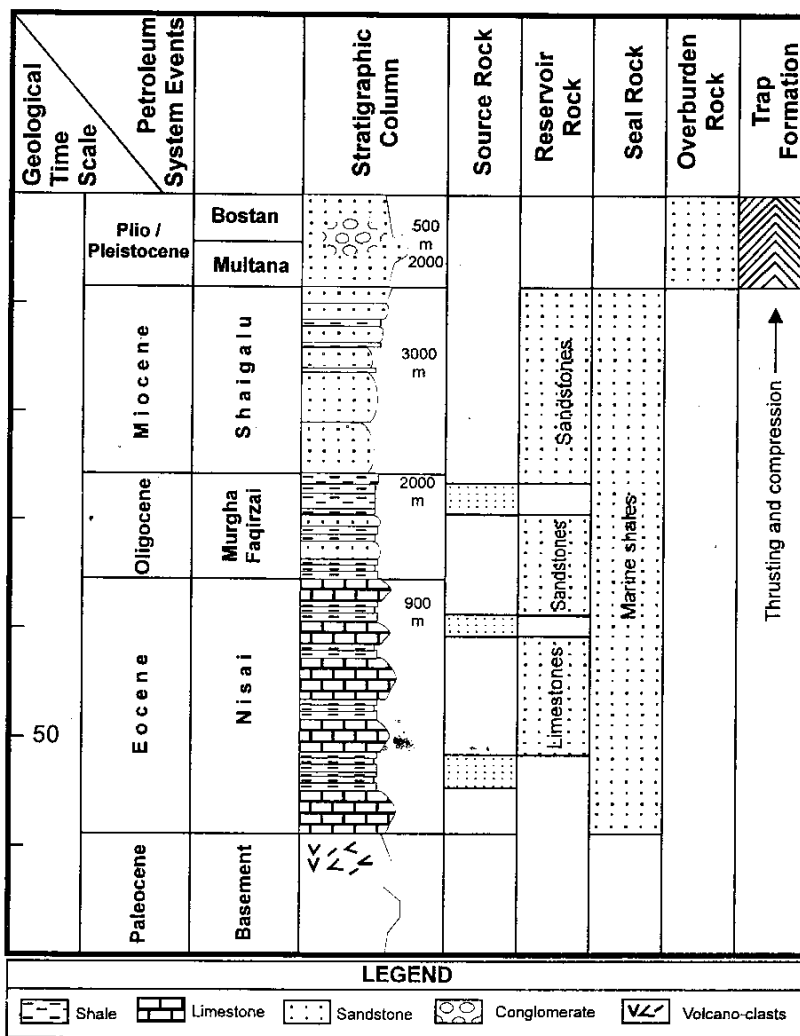 Geological
Time
Scale
Petroleum
System Events
Stratigraphic
Column
Source Rock
Reservoir
Rock
Seal Rock
Overburden
Rock
Trap
Formation
Plio /
Pleistocene
Bostan
Multana
500
m
2000
Miocene
Shaigalu
3000
m
Sandstones
Oligocene
Murgha
Faqirzai
2000
m
Sandstones
Marine shales
Thrusting and compression
Eocene
Nisai
900
m
Limestones
50
Paleocene
Basement
LEGEND
Shale
Limestone
Sandstone
Conglomerate
Volcano-clasts